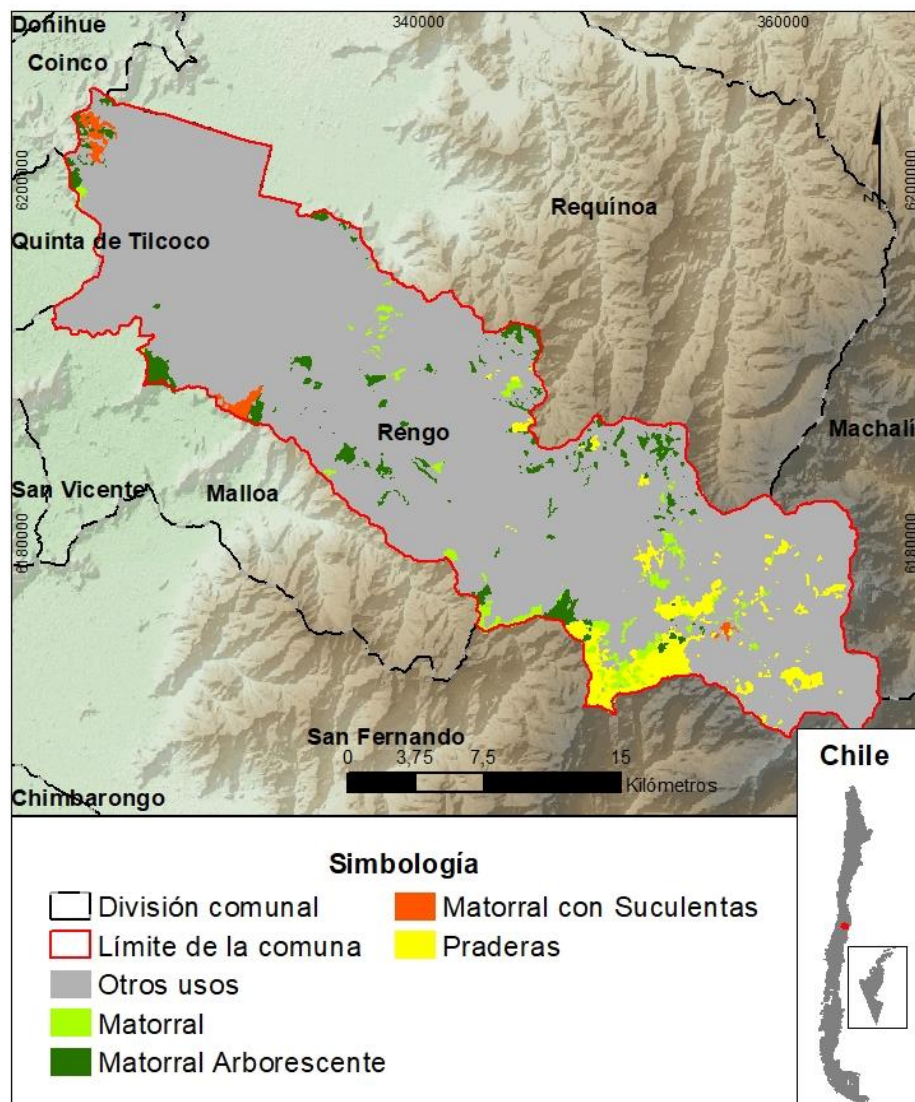 Doñihue
340000
360000
Coinco
6200000
6200000
Requínoa
N
Quinta de Tilcoco
Rengo
Machalí
San Vicente
Malloa
6180000
6180000
San Fernando
0 3,75 7,5 15
Kilómetros
Chimbarongo
Chile
Simbología
División comunal
Matorral con Suculentas
Límite de la comuna
Praderas
Otros usos
Matorral
Matorral Arborescente